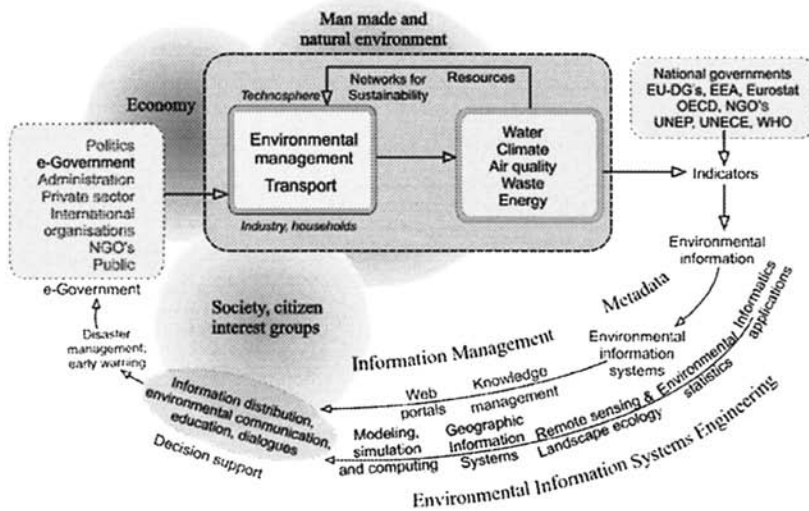 Man made and
natural environment
Economy
Technosphere
Networks for
Sustainability
Resources
Environmental
management
Transport
Industry, households
Water
Climate
Air quality
Waste
Energy
National governments
EU-DG's, EEA, Eurostat
OECD, NGO's
UNEP, UNECE, WHO
Indicators
Environmental
information
Politics
e-Government
Administration
Private sector
International
organisations
NGO's
Public
e-Government
Disaster
management,
early warning
Society, citizen
interest groups
Information distribution,
environmental communication,
education, dialogues
Decision support
Information Management
Metadata
Environmental
information
systems
Web
portals
Knowledge
management
Modeling,
simulation
and computing
Geographic
Information
Systems
Remote sensing &
Landscape ecology
Environmental
statistics
Informatics
applications
Environmental Information Systems Engineering